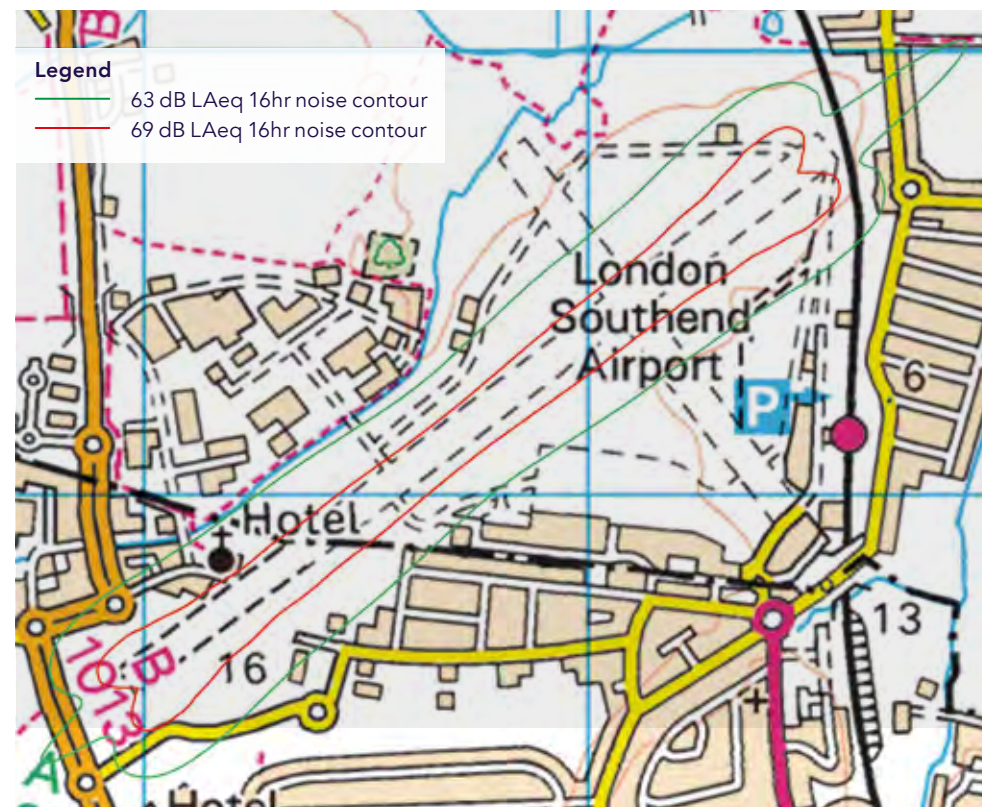 B
Legend
63 dB LAeq 16hr noise contour
69 dB LAeq 16hr noise contour
London
Southend
Airport
6
P
Hotel
13
B
1013
16
A
Hotel